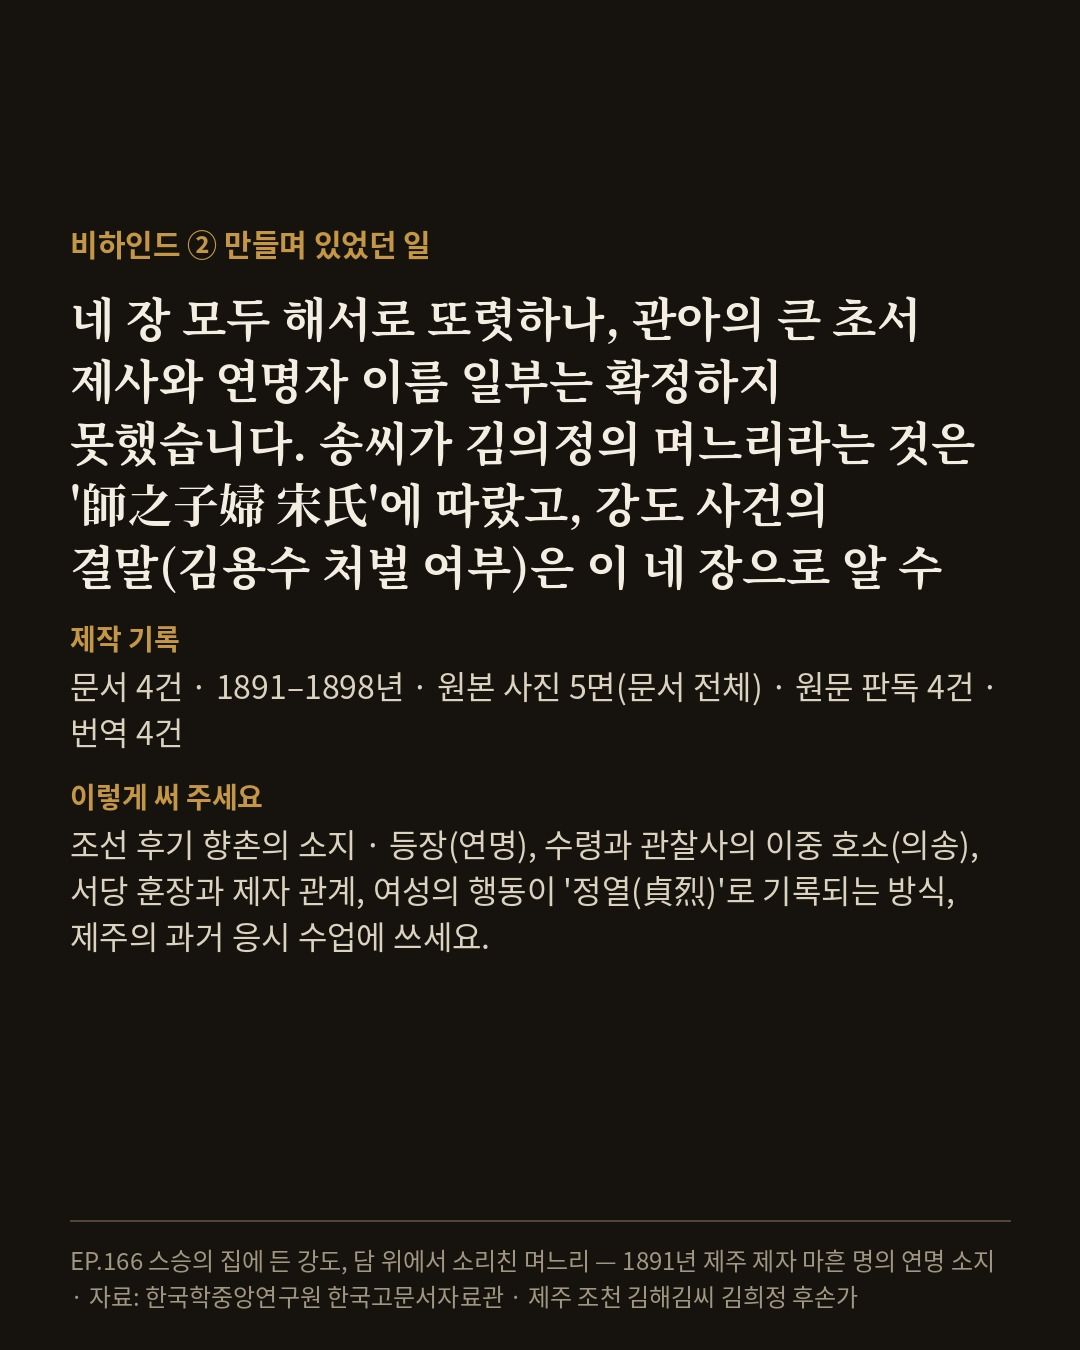 비하인드 ② 만들며 있었던 일
네 장 모두 해서로 또렷하나, 관아의 큰 초서
제사와 연명자 이름 일부는 확정하지
못했습니다. 송씨가 김의정의 며느리라는 것은
'師之子婦 宋氏'에 따랐고, 강도 사건의
결말(김용수 처벌 여부)은 이 네 장으로 알 수
제작 기록
문서 4건 · 1891–1898년 · 원본 사진 5면(문서 전체) · 원문 판독 4건 ·
번역 4건
이렇게 써 주세요
조선 후기 향촌의 소지 · 등장(연명), 수령과 관찰사의 이중 호소(의송),
서당 훈장과 제자 관계, 여성의 행동이 '정열(貞烈)'로 기록되는 방식,
제주의 과거 응시 수업에 쓰세요.
EP.166 스승의 집에 든 강도, 담 위에서 소리친 며느리 — 1891년 제주 제자 마흔 명의 연명 소지
· 자료: 한국학중앙연구원 한국고문서자료관 · 제주 조천 김해김씨 김희정 후손가